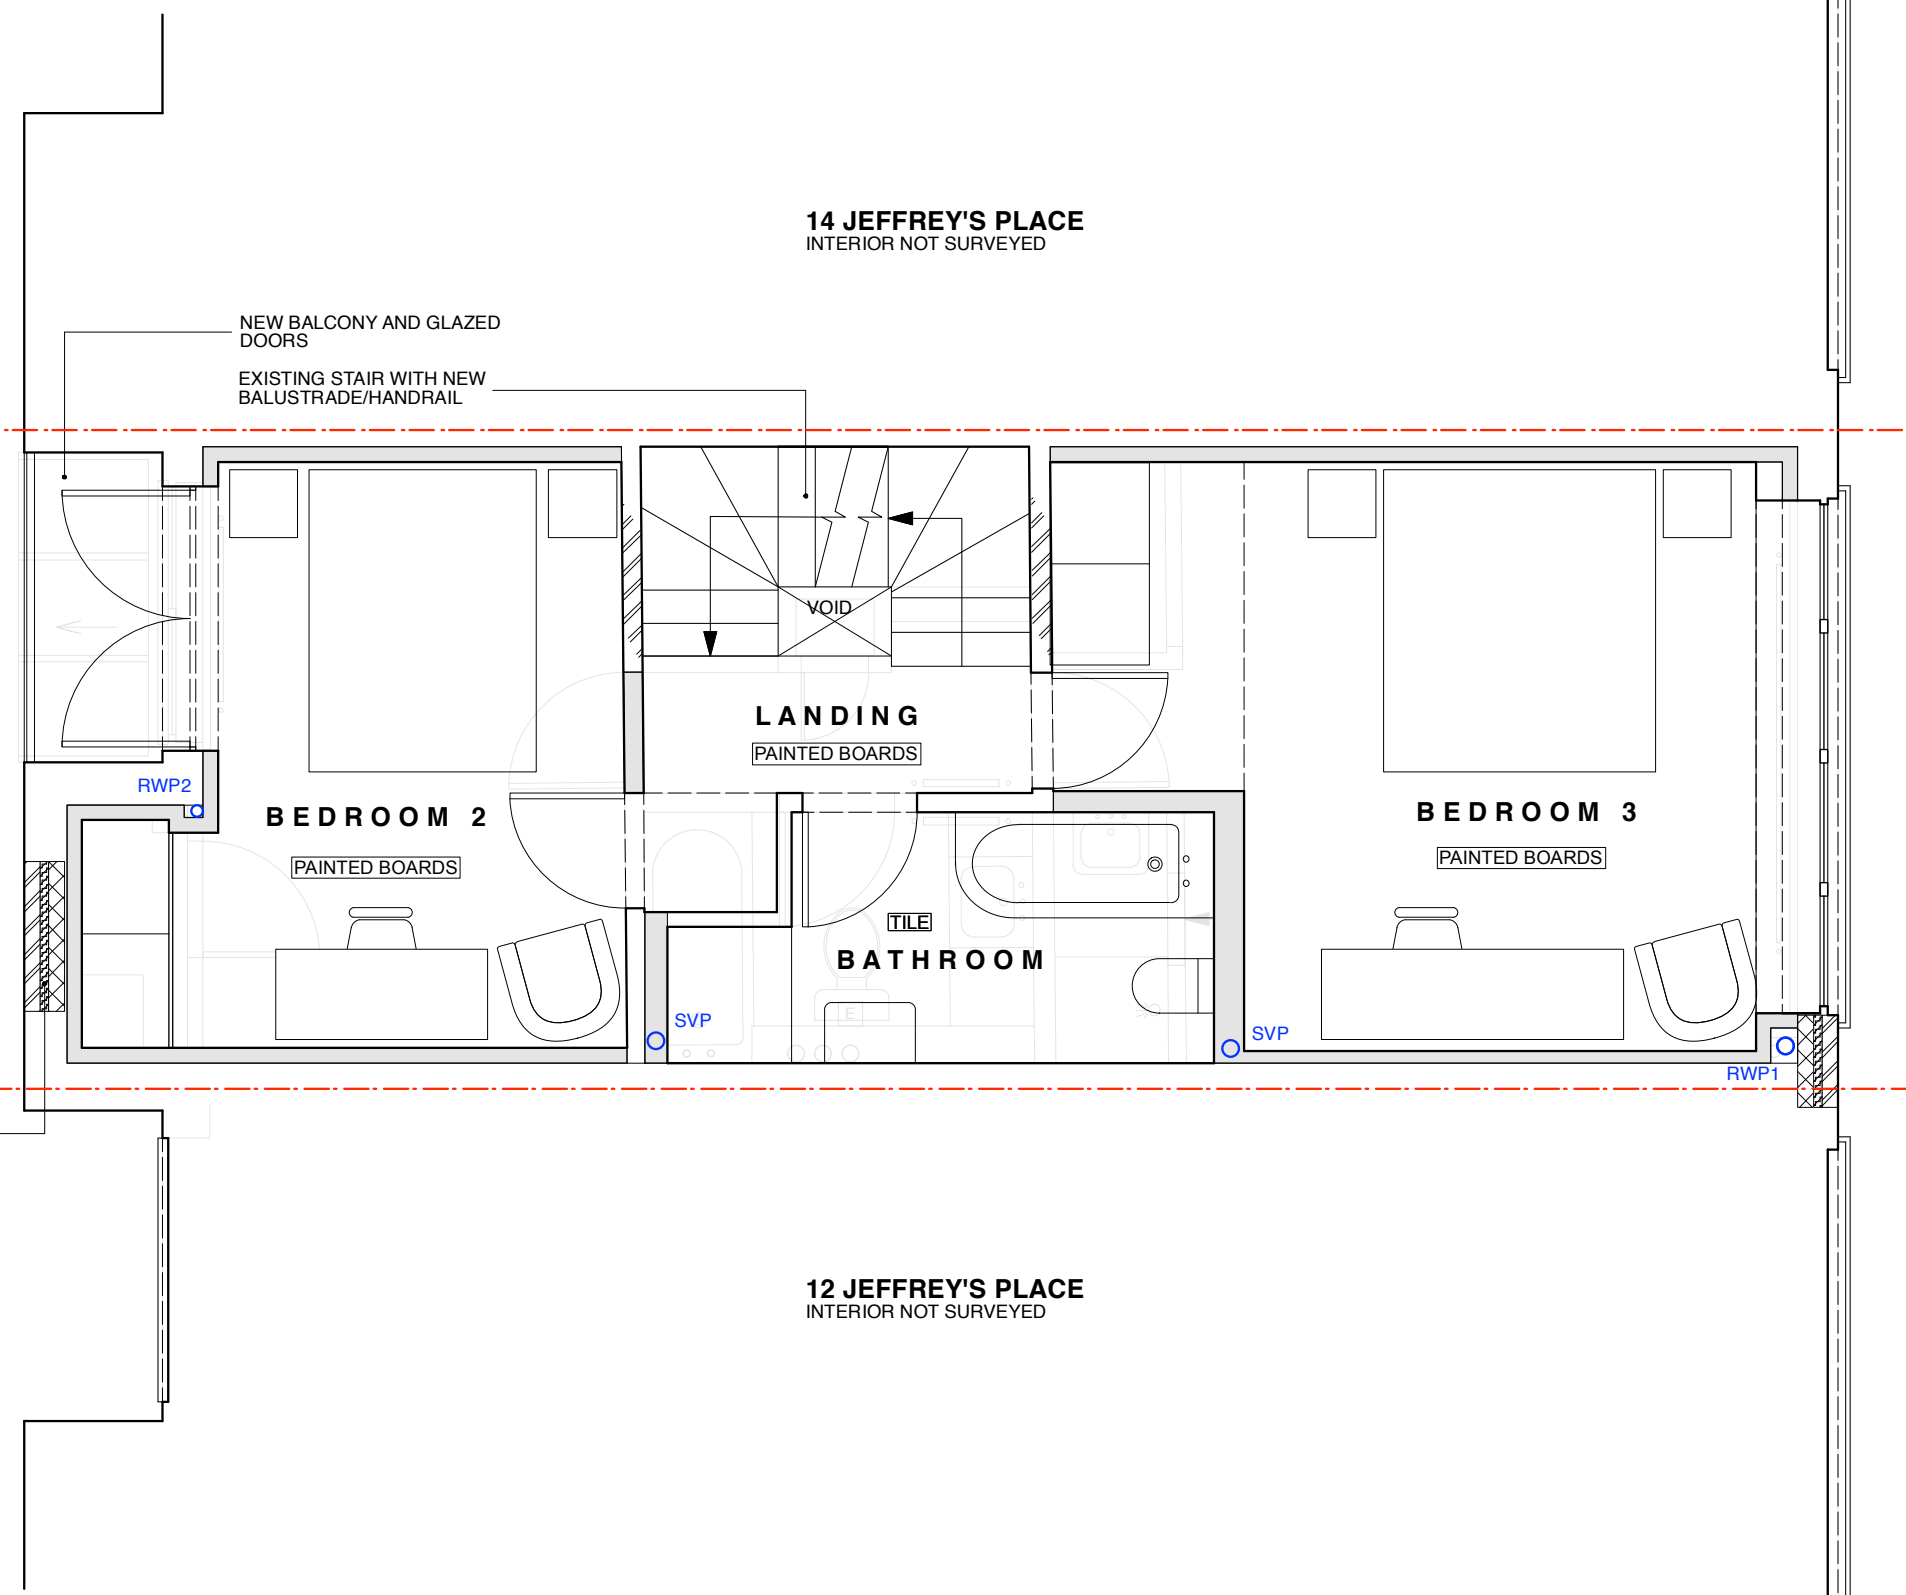 14 JEFFREY'S PLACE
INTERIOR NOT SURVEYED
NEW BALCONY AND GLAZED
DOORS
EXISTING STAIR WITH NEW
BALUSTRADE/HANDRAIL
VOID
LANDING
PAINTED BOARDS
RWP2
BEDROOM 2
PAINTED BOARDS
BEDROOM 3
PAINTED BOARDS
TILE
BATHROOM
E
SVP
SVP
RWP1
12 JEFFREY'S PLACE
INTERIOR NOT SURVEYED